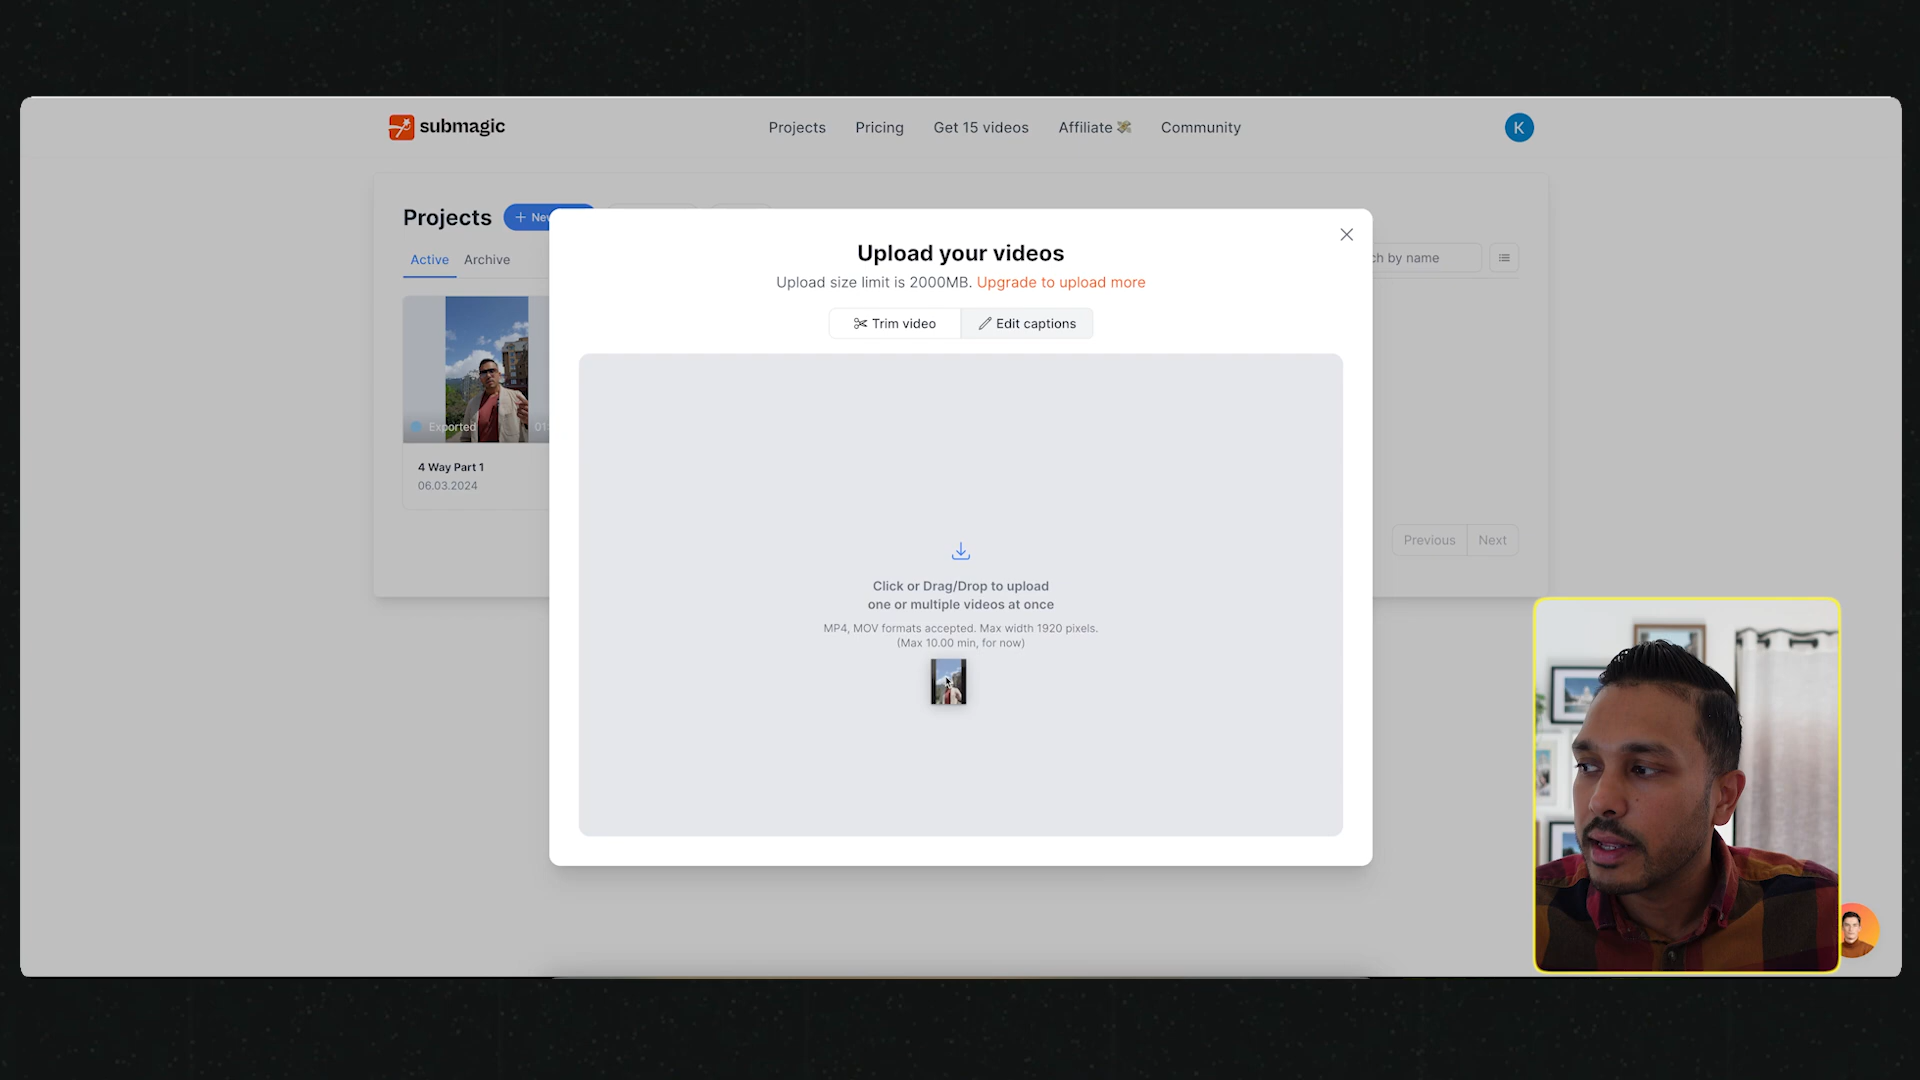 submagic
Projects Pricing Get 15 videos Affiliate Community
K
Projects
+ New
Active Archive
ch by name
Exported 01:
4 Way Part 1
06.03.2024
Previous Next
Upload your videos
Upload size limit is 2000MB. Upgrade to upload more
Trim video Edit captions
Click or Drag/Drop to upload
one or multiple videos at once
MP4, MOV formats accepted. Max width 1920 pixels.
(Max 10.00 min, for now)